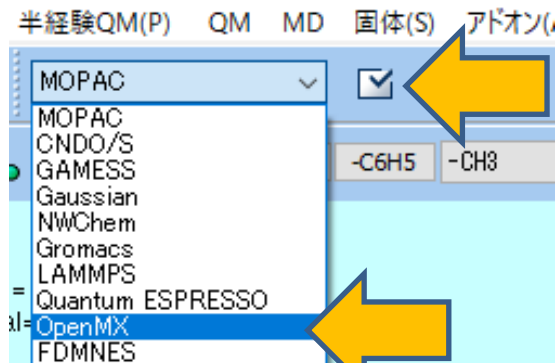 半経験QM(P) QM MD 固体(S) アドオン(
MOPAC
MOPAC
CNDO/S
-C6H5 -CH3
GAMESS
Gaussian
NWChem
Gromacs
LAMMPS
=
Quantum ESPRESSO
al=
OpenMX
FDMNES